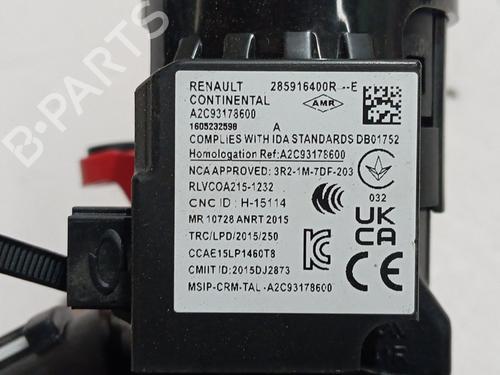 RENAULT 285916400R --E
CONTINENTAL
AMR
A2C93178600
1605232598 A
COMPLIES WITH IDA STANDARDS DB01752
Homologation Ref:A2C93178600
NCA APPROVED: 3R2-1M-7DF-203
RLVCOA215-1232
032
CNC ID: H-15114
MR 10728 ANRT 2015
UK
CA
TRC/LPD/2015/250
CCAE15LP1460T8
CE
CMIIT ID:2015DJ2873
MSIP-CRM-TAL-A2C93178600